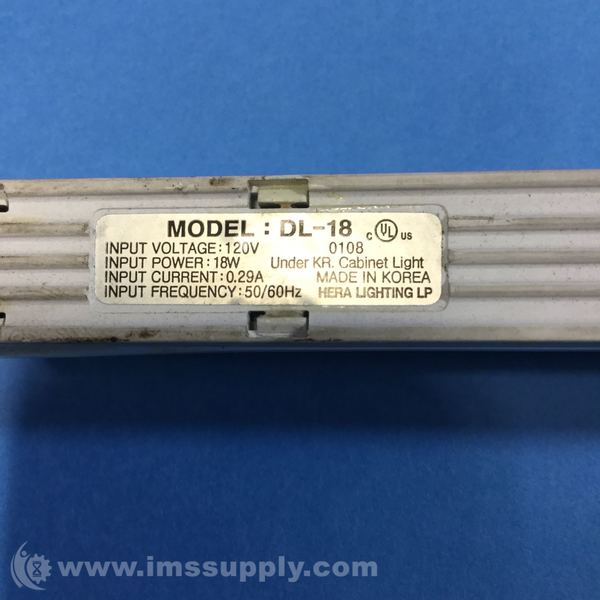 MODEL : DL-18 c UL US
INPUT VOLTAGE:120V 0108
INPUT POWER:18W Under KR. Cabinet Light
INPUT CURRENT:0.29A MADE IN KOREA
INPUT FREQUENCY:50/60Hz HERA LIGHTING LP
www.imssupply.com